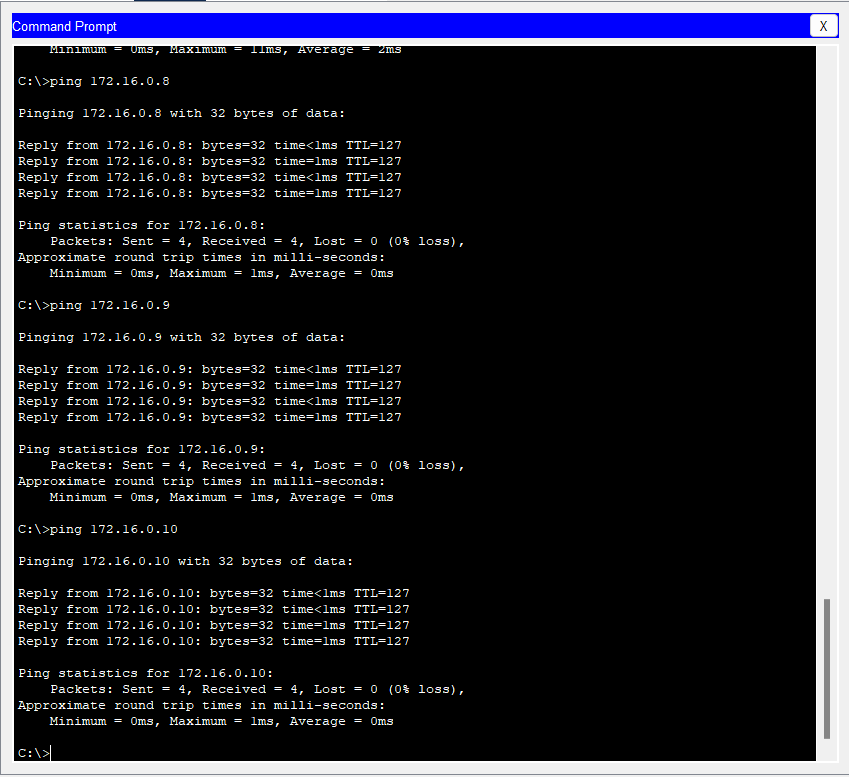 Command Prompt
X
Minimum = 0ms, Maximum = 11ms, Average = 2ms
C:\>ping 172.16.0.8
Pinging 172.16.0.8 with 32 bytes of data:
Reply from 172.16.0.8: bytes=32 time<1ms TTL=127
Reply from 172.16.0.8: bytes=32 time=1ms TTL=127
Reply from 172.16.0.8: bytes=32 time<1ms TTL=127
Reply from 172.16.0.8: bytes=32 time=1ms TTL=127
Ping statistics for 172.16.0.8:
Packets: Sent = 4, Received = 4, Lost = 0 (0% loss),
Approximate round trip times in milli-seconds:
Minimum = 0ms, Maximum = 1ms, Average = 0ms
C:\>ping 172.16.0.9
Pinging 172.16.0.9 with 32 bytes of data:
Reply from 172.16.0.9: bytes=32 time<1ms TTL=127
Reply from 172.16.0.9: bytes=32 time=1ms TTL=127
Reply from 172.16.0.9: bytes=32 time<1ms TTL=127
Reply from 172.16.0.9: bytes=32 time=1ms TTL=127
Ping statistics for 172.16.0.9:
Packets: Sent = 4, Received = 4, Lost = 0 (0% loss),
Approximate round trip times in milli-seconds:
Minimum = 0ms, Maximum = 1ms, Average = 0ms
C:\>ping 172.16.0.10
Pinging 172.16.0.10 with 32 bytes of data:
Reply from 172.16.0.10: bytes=32 time<1ms TTL=127
Reply from 172.16.0.10: bytes=32 time<1ms TTL=127
Reply from 172.16.0.10: bytes=32 time=1ms TTL=127
Reply from 172.16.0.10: bytes=32 time=1ms TTL=127
Ping statistics for 172.16.0.10:
Packets: Sent = 4, Received = 4, Lost = 0 (0% loss),
Approximate round trip times in milli-seconds:
Minimum = 0ms, Maximum = 1ms, Average = 0ms
C:\>